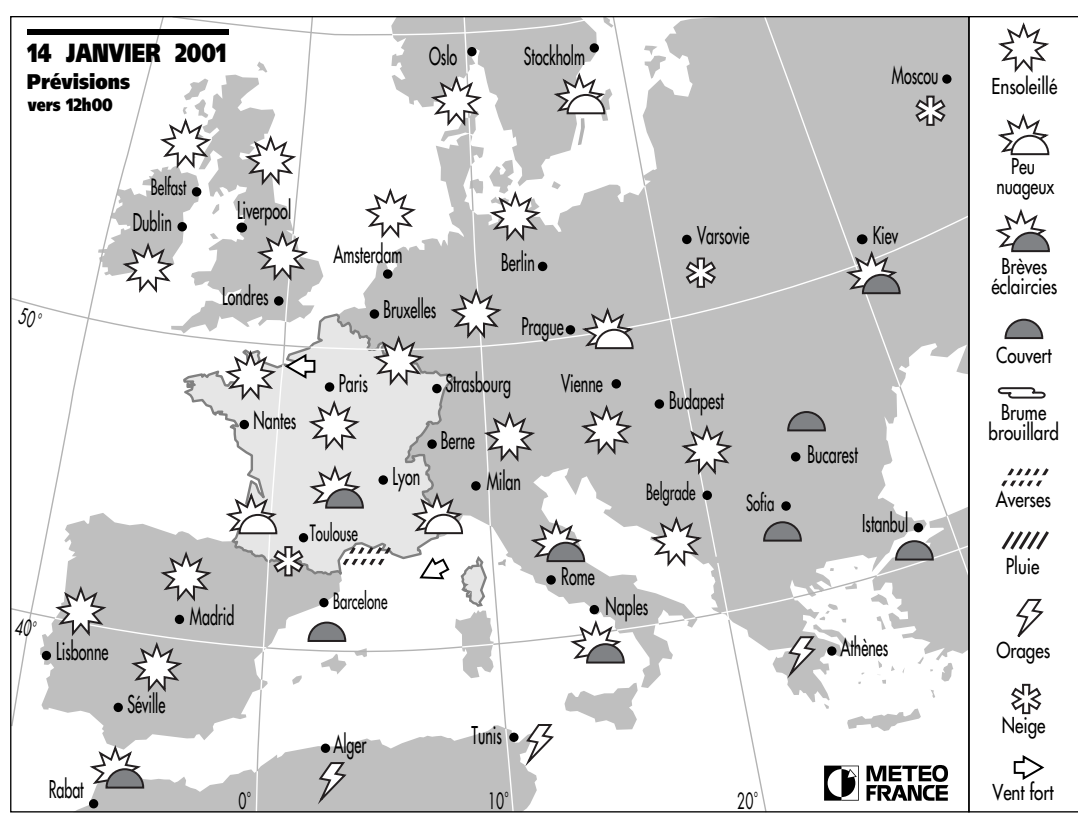 14 JANVIER 2001
Prévisions
vers 12h00
Oslo
Stockholm
Moscou
Belfast
Dublin
Liverpool
Amsterdam
Berlin
Varsovie
Kiev
Londres
Bruxelles
Prague
50°
Paris
Strasbourg
Vienne
Budapest
Nantes
Berne
Bucarest
Lyon
Milan
Belgrade
Sofia
Istanbul
Toulouse
Rome
Barcelone
Naples
Madrid
40°
Lisbonne
Athènes
Séville
Alger
Tunis
Rabat
0°
10°
20°
METEO
FRANCE
Ensoleillé
Peu
nuageux
Brèves
éclaircies
Couvert
Brume
brouillard
Averses
Pluie
Orages
Neige
Vent fort